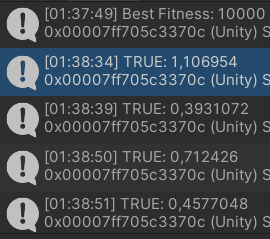 [01:37:49] Best Fitness: 10000
0x00007ff705c3370c (Unity) S
[01:38:34] TRUE: 1,106954
0x00007ff705c3370c (Unity) S
[01:38:39] TRUE: 0,3931072
0x00007ff705c3370c (Unity) S
[01:38:50] TRUE: 0,712426
0x00007ff705c3370c (Unity) S
[01:38:51] TRUE: 0,4577048
0x00007ff705c3370c (Unity) S